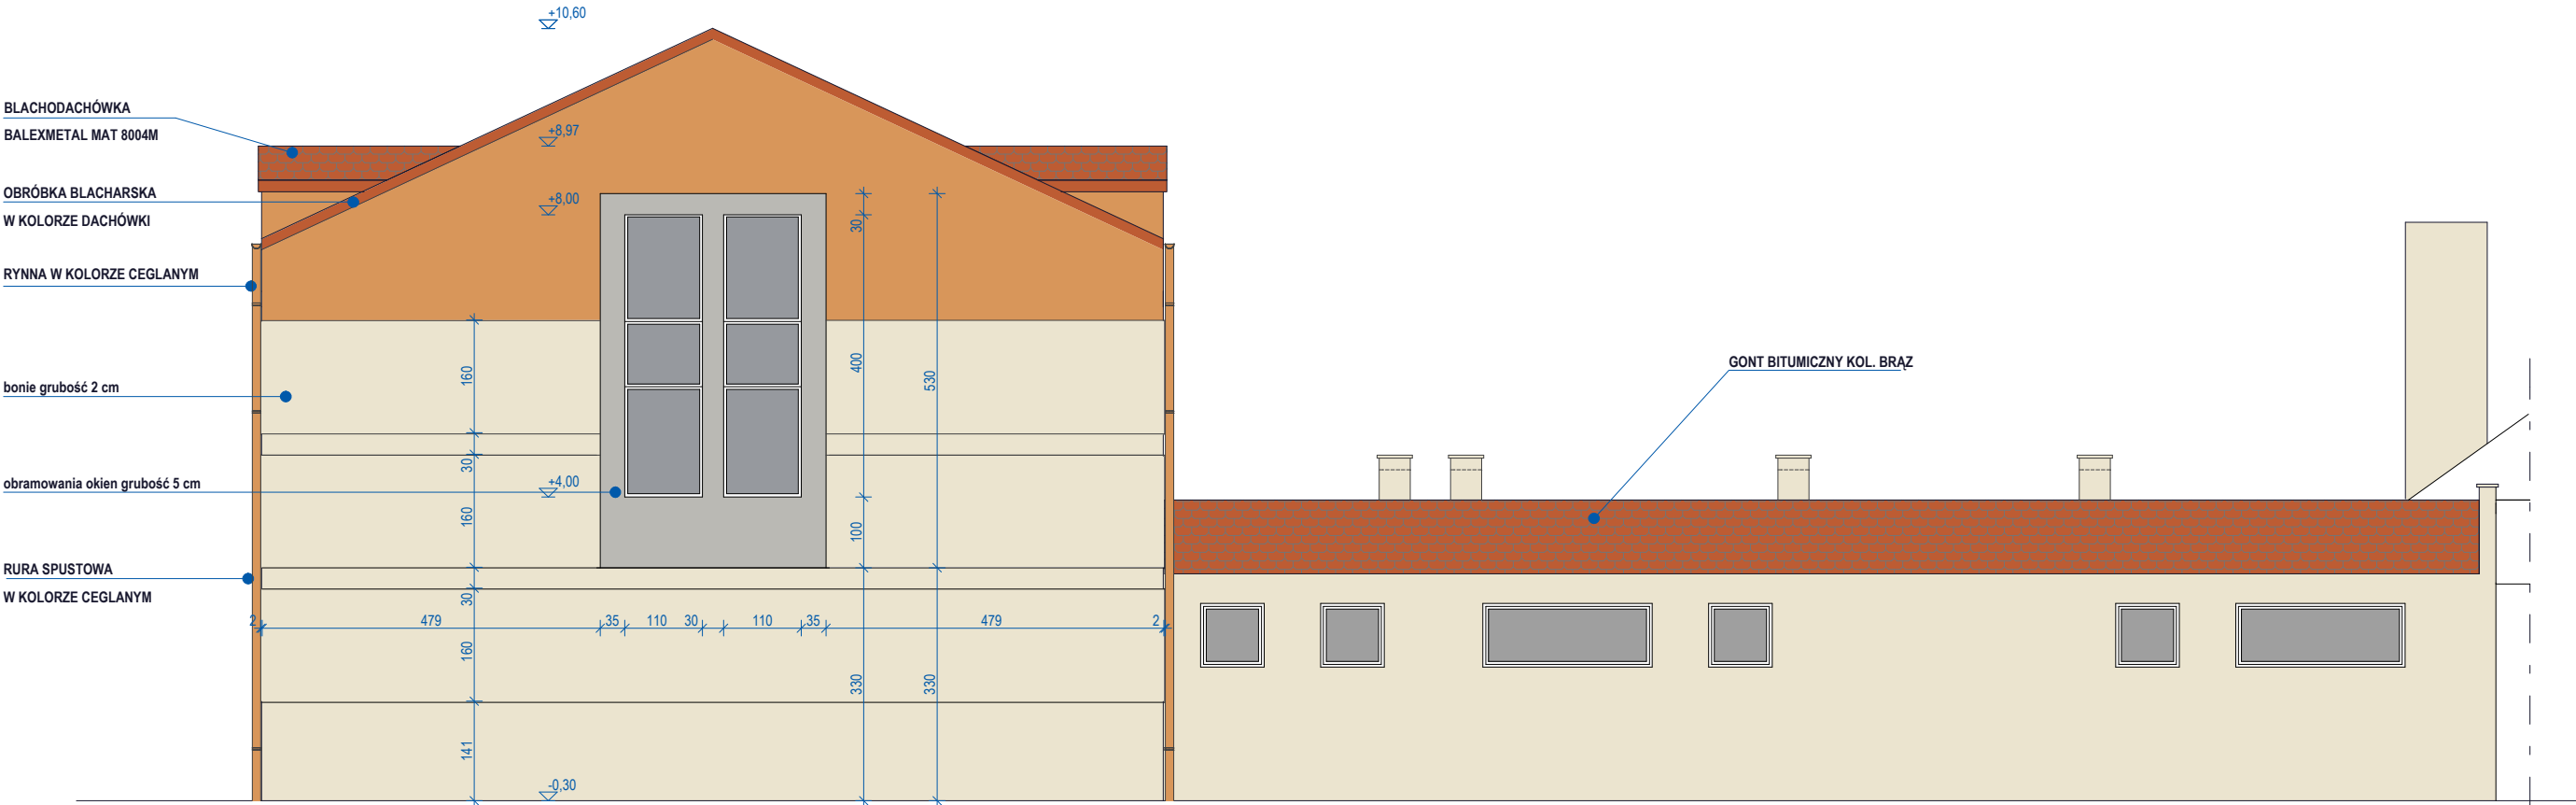 +10,60
BLACHODACHÓWKA
BALEXMETAL MAT 8004M
+8,97
OBRÓBKA BLACHARSKA
W KOLORZE DACHÓWKI
+8,00
30
RYNNA W KOLORZE CEGLANYM
160
400
530
GONT BITUMICZNY KOL. BRĄZ
bonie grubość 2 cm
30
obramowania okien grubość 5 cm
+4,00
160
100
RURA SPUSTOWA
W KOLORZE CEGLANYM
30
2 479 35 110 30 110 35 479 2
160
330
330
141
-0,30